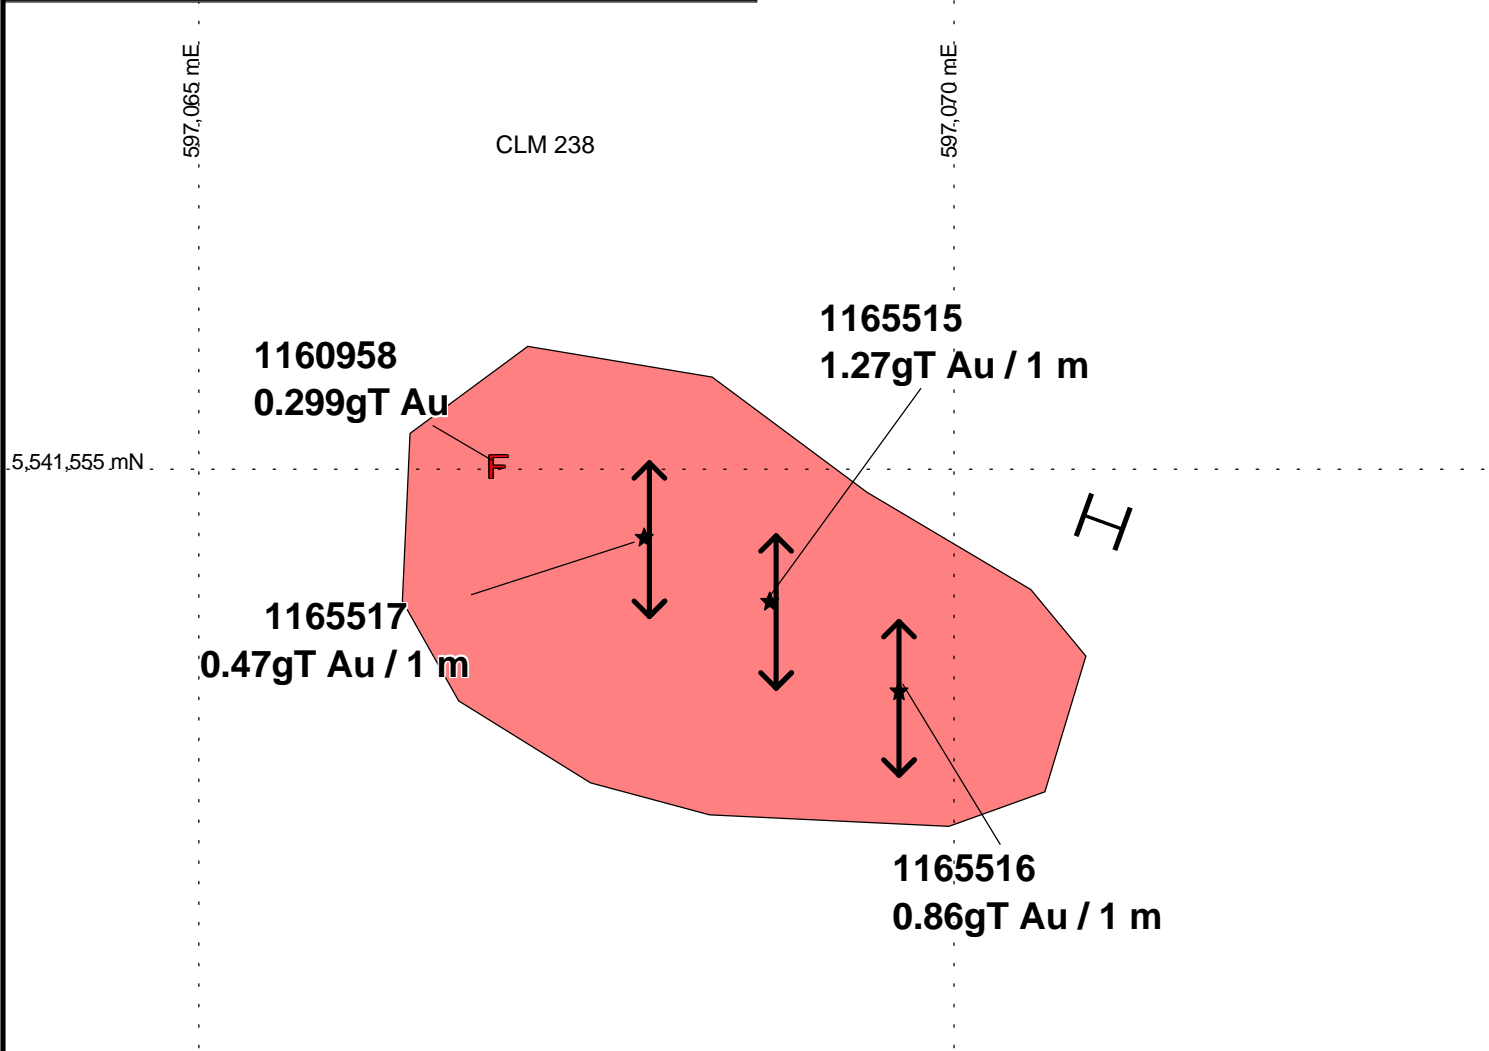 597,065 mE
597,070 mE
CLM 238
1165515
1.27gT Au / 1 m
1160958
0.299gT Au
5,541,555 mN
F
1165517
0.47gT Au / 1 m
1165516
0.86gT Au / 1 m